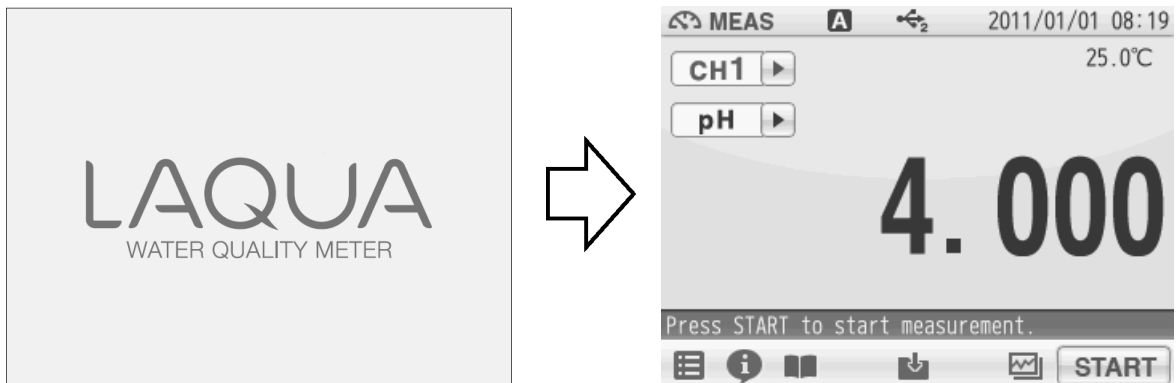 LAQUA
WATER QUALITY METER
MEAS A 2 2011/01/01 08:19
CH1 25.0℃
pH
4.000
Press START to start measurement.
START